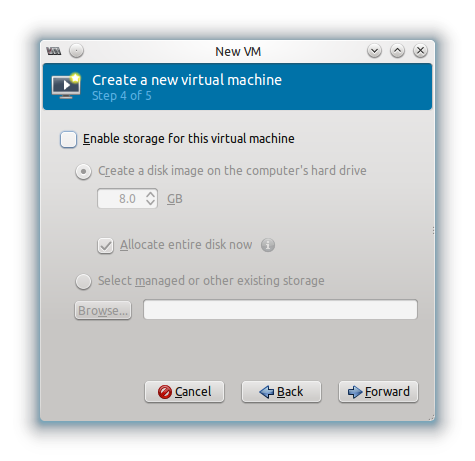 New VM
Create a new virtual machine
Step 4 of 5
Enable storage for this virtual machine
Create a disk image on the computer's hard drive
8.0 GB
Allocate entire disk now
Select managed or other existing storage
Browse...
Cancel Back Forward